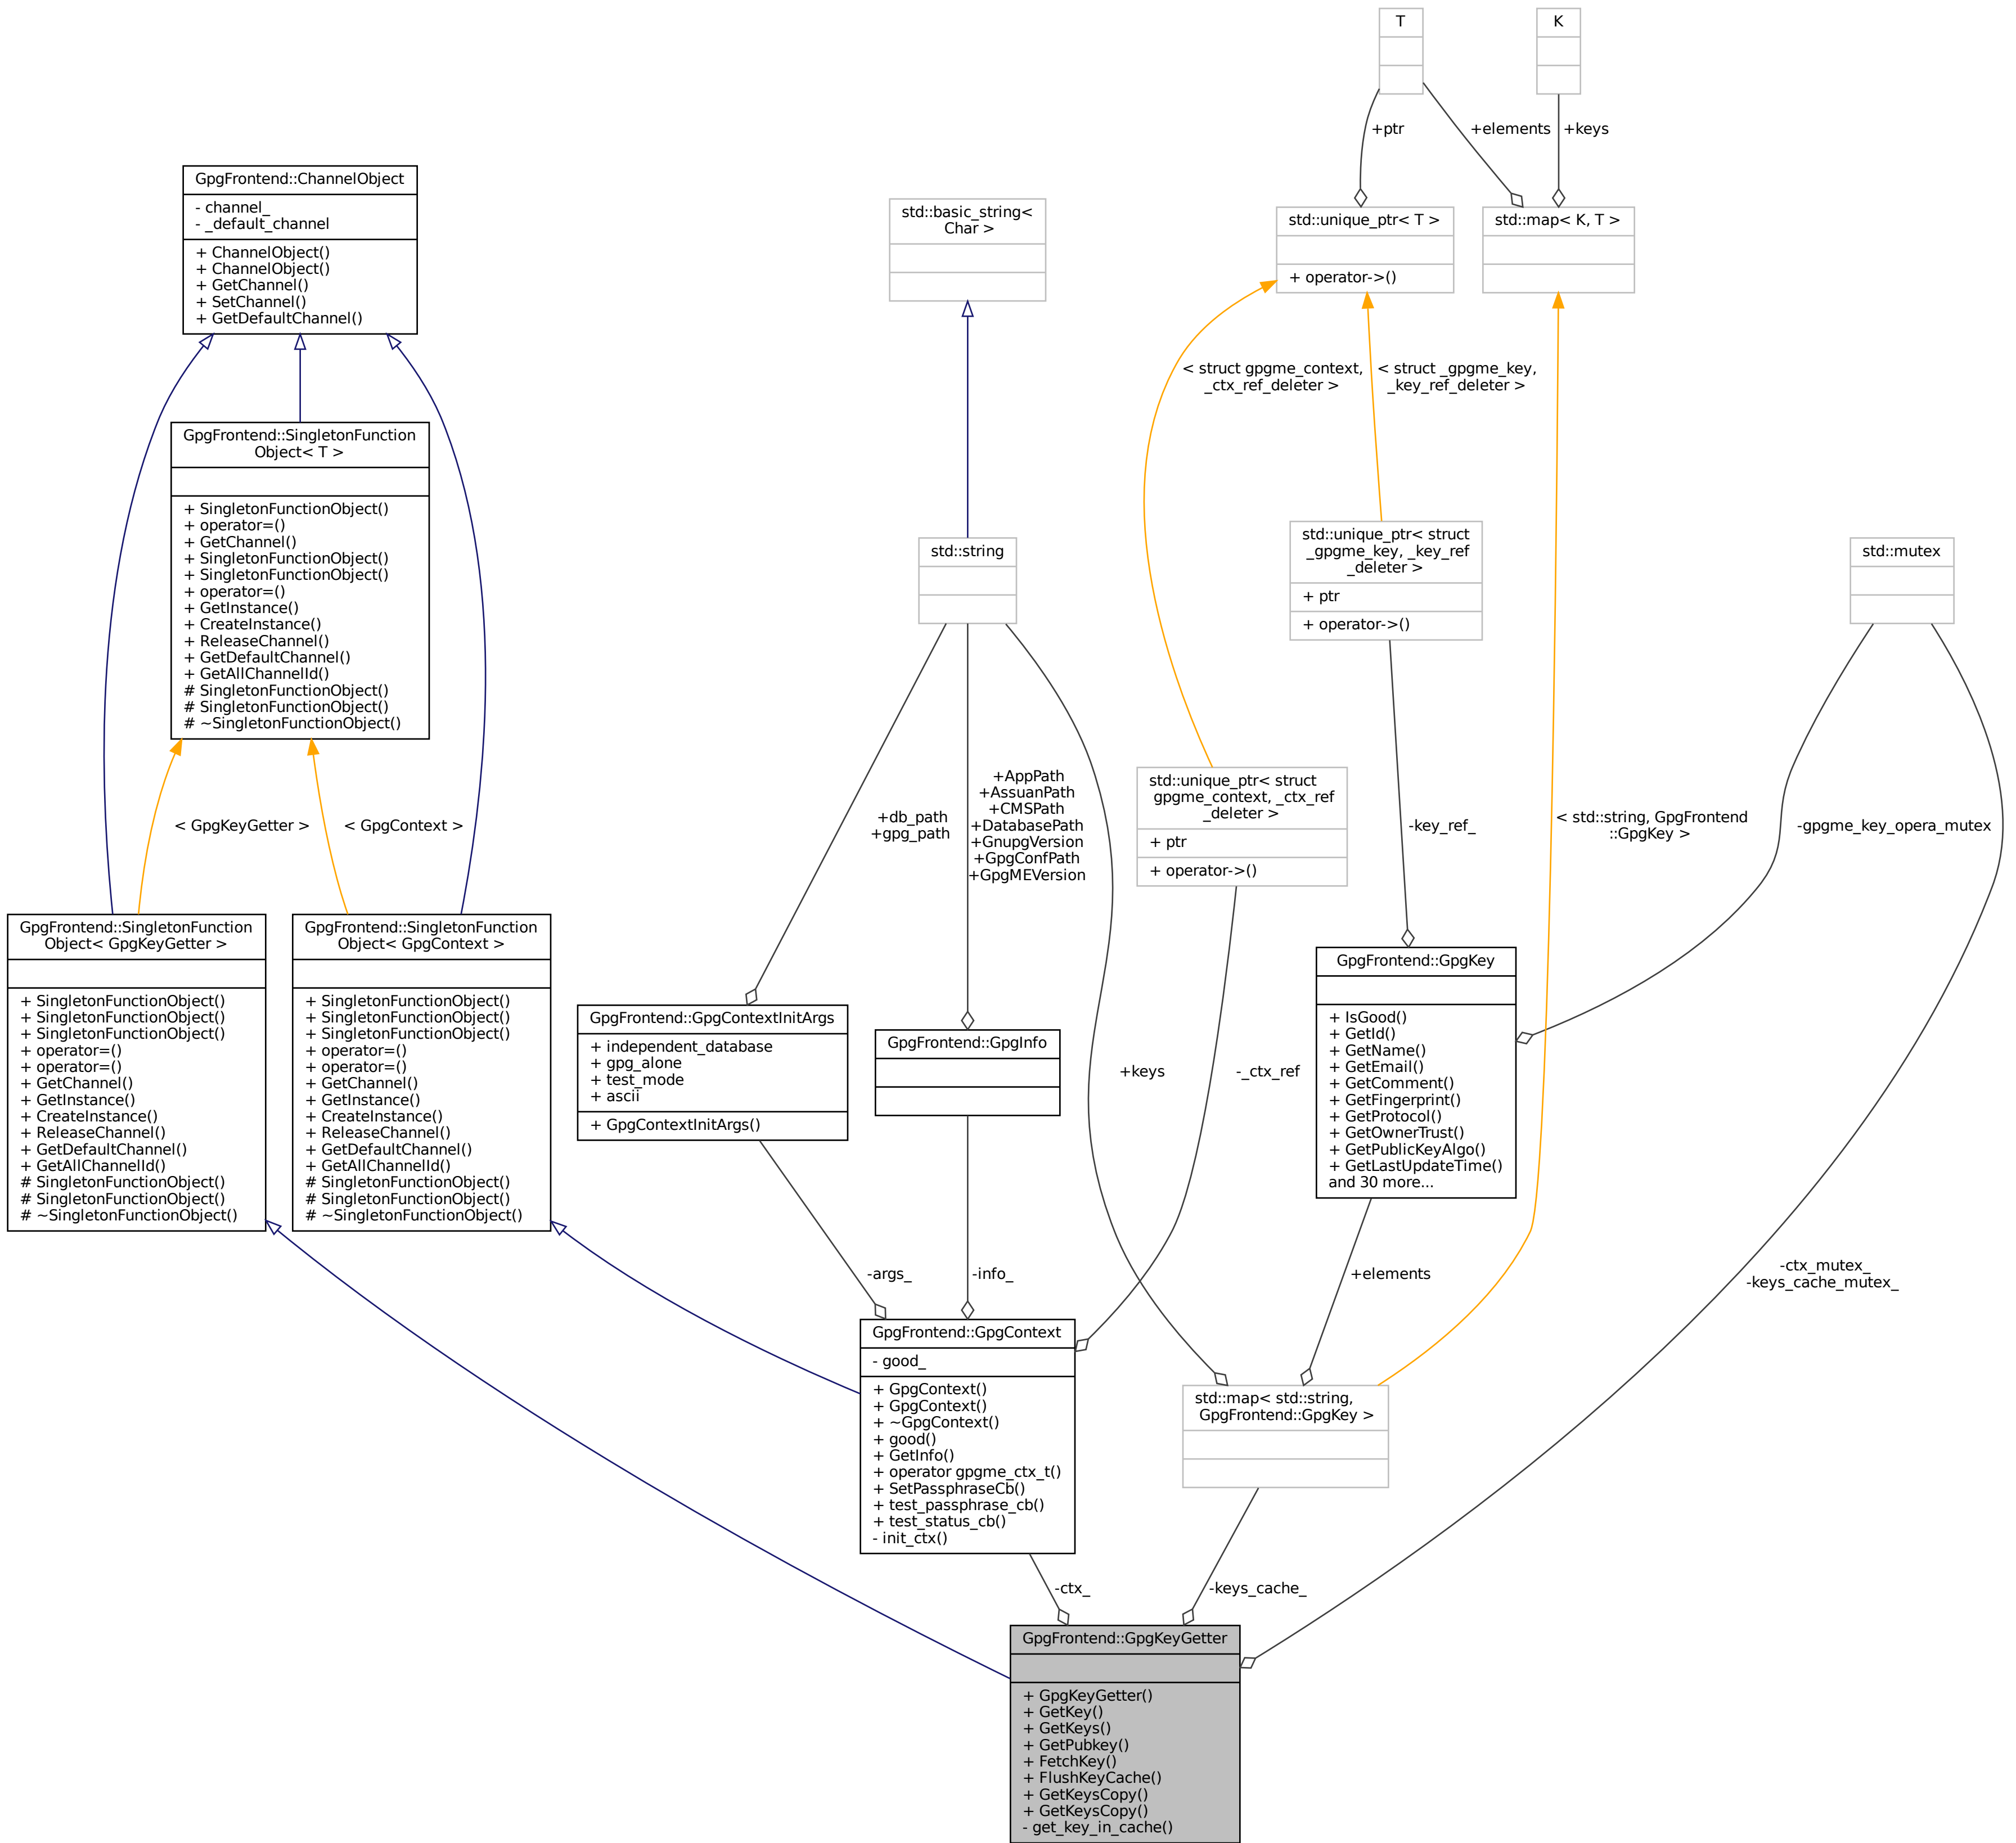 T
K
+ptr
+elements
+keys
GpgFrontend::ChannelObject
- channel_
- _default_channel
+ ChannelObject()
+ ChannelObject()
+ GetChannel()
+ SetChannel()
+ GetDefaultChannel()
std::basic_string<
Char >
std::unique_ptr< T >
+ operator->()
std::map< K, T >
< struct gpgme_context,
_ctx_ref_deleter >
< struct _gpgme_key,
_key_ref_deleter >
GpgFrontend::SingletonFunction
Object< T >
+ SingletonFunctionObject()
+ operator=()
+ GetChannel()
+ SingletonFunctionObject()
+ SingletonFunctionObject()
+ operator=()
+ GetInstance()
+ CreateInstance()
+ ReleaseChannel()
+ GetDefaultChannel()
+ GetAllChannelId()
# SingletonFunctionObject()
# SingletonFunctionObject()
# ~SingletonFunctionObject()
std::string
std::unique_ptr< struct
_gpgme_key, _key_ref
_deleter >
+ ptr
+ operator->()
std::mutex
< GpgKeyGetter >
< GpgContext >
+db_path
+gpg_path
+AppPath
+AssuanPath
+CMSPath
+DatabasePath
+GnupgVersion
+GpgConfPath
+GpgMEVersion
std::unique_ptr< struct
gpgme_context, _ctx_ref
_deleter >
+ ptr
+ operator->()
-key_ref_
< std::string, GpgFrontend
::GpgKey >
-gpgme_key_opera_mutex
GpgFrontend::SingletonFunction
Object< GpgKeyGetter >
+ SingletonFunctionObject()
+ SingletonFunctionObject()
+ SingletonFunctionObject()
+ operator=()
+ operator=()
+ GetChannel()
+ GetInstance()
+ CreateInstance()
+ ReleaseChannel()
+ GetDefaultChannel()
+ GetAllChannelId()
# SingletonFunctionObject()
# SingletonFunctionObject()
# ~SingletonFunctionObject()
GpgFrontend::SingletonFunction
Object< GpgContext >
+ SingletonFunctionObject()
+ SingletonFunctionObject()
+ SingletonFunctionObject()
+ operator=()
+ operator=()
+ GetChannel()
+ GetInstance()
+ CreateInstance()
+ ReleaseChannel()
+ GetDefaultChannel()
+ GetAllChannelId()
# SingletonFunctionObject()
# SingletonFunctionObject()
# ~SingletonFunctionObject()
GpgFrontend::GpgContextInitArgs
+ independent_database
+ gpg_alone
+ test_mode
+ ascii
+ GpgContextInitArgs()
GpgFrontend::GpgInfo
+keys
-_ctx_ref
GpgFrontend::GpgKey
+ IsGood()
+ GetId()
+ GetName()
+ GetEmail()
+ GetComment()
+ GetFingerprint()
+ GetProtocol()
+ GetOwnerTrust()
+ GetPublicKeyAlgo()
+ GetLastUpdateTime()
and 30 more...
-args_
-info_
+elements
-ctx_mutex_
-keys_cache_mutex_
GpgFrontend::GpgContext
- good_
+ GpgContext()
+ GpgContext()
+ ~GpgContext()
+ good()
+ GetInfo()
+ operator gpgme_ctx_t()
+ SetPassphraseCb()
+ test_passphrase_cb()
+ test_status_cb()
- init_ctx()
std::map< std::string,
GpgFrontend::GpgKey >
-ctx_
-keys_cache_
GpgFrontend::GpgKeyGetter
+ GpgKeyGetter()
+ GetKey()
+ GetKeys()
+ GetPubkey()
+ FetchKey()
+ FlushKeyCache()
+ GetKeysCopy()
+ GetKeysCopy()
- get_key_in_cache()